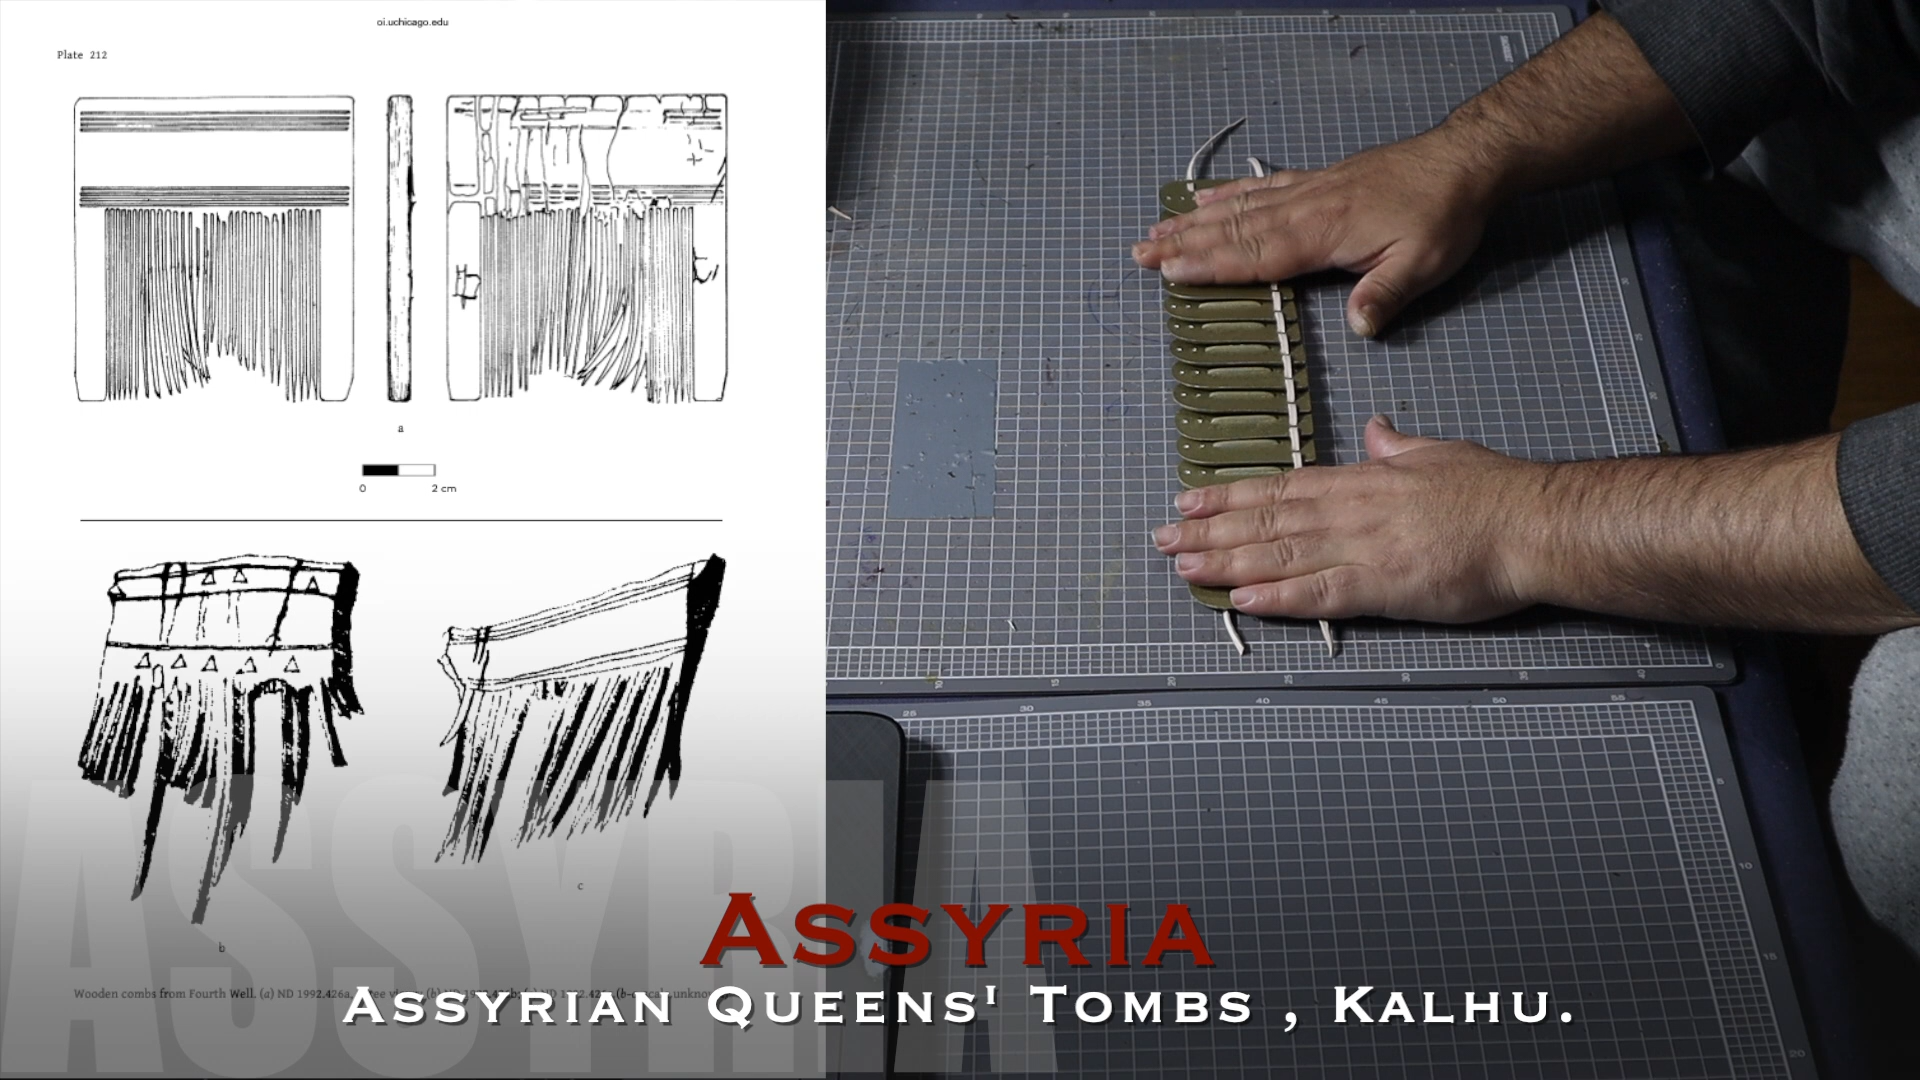 oi.uchicago.edu
Plate 212
a
0 2 cm
b
c
Wooden combs from Fourth Well. (a) ND 1992.426a,
ASSYRIA
ASSYRIA
ASSYRIAN QUEENS' TOMBS , KALHU.